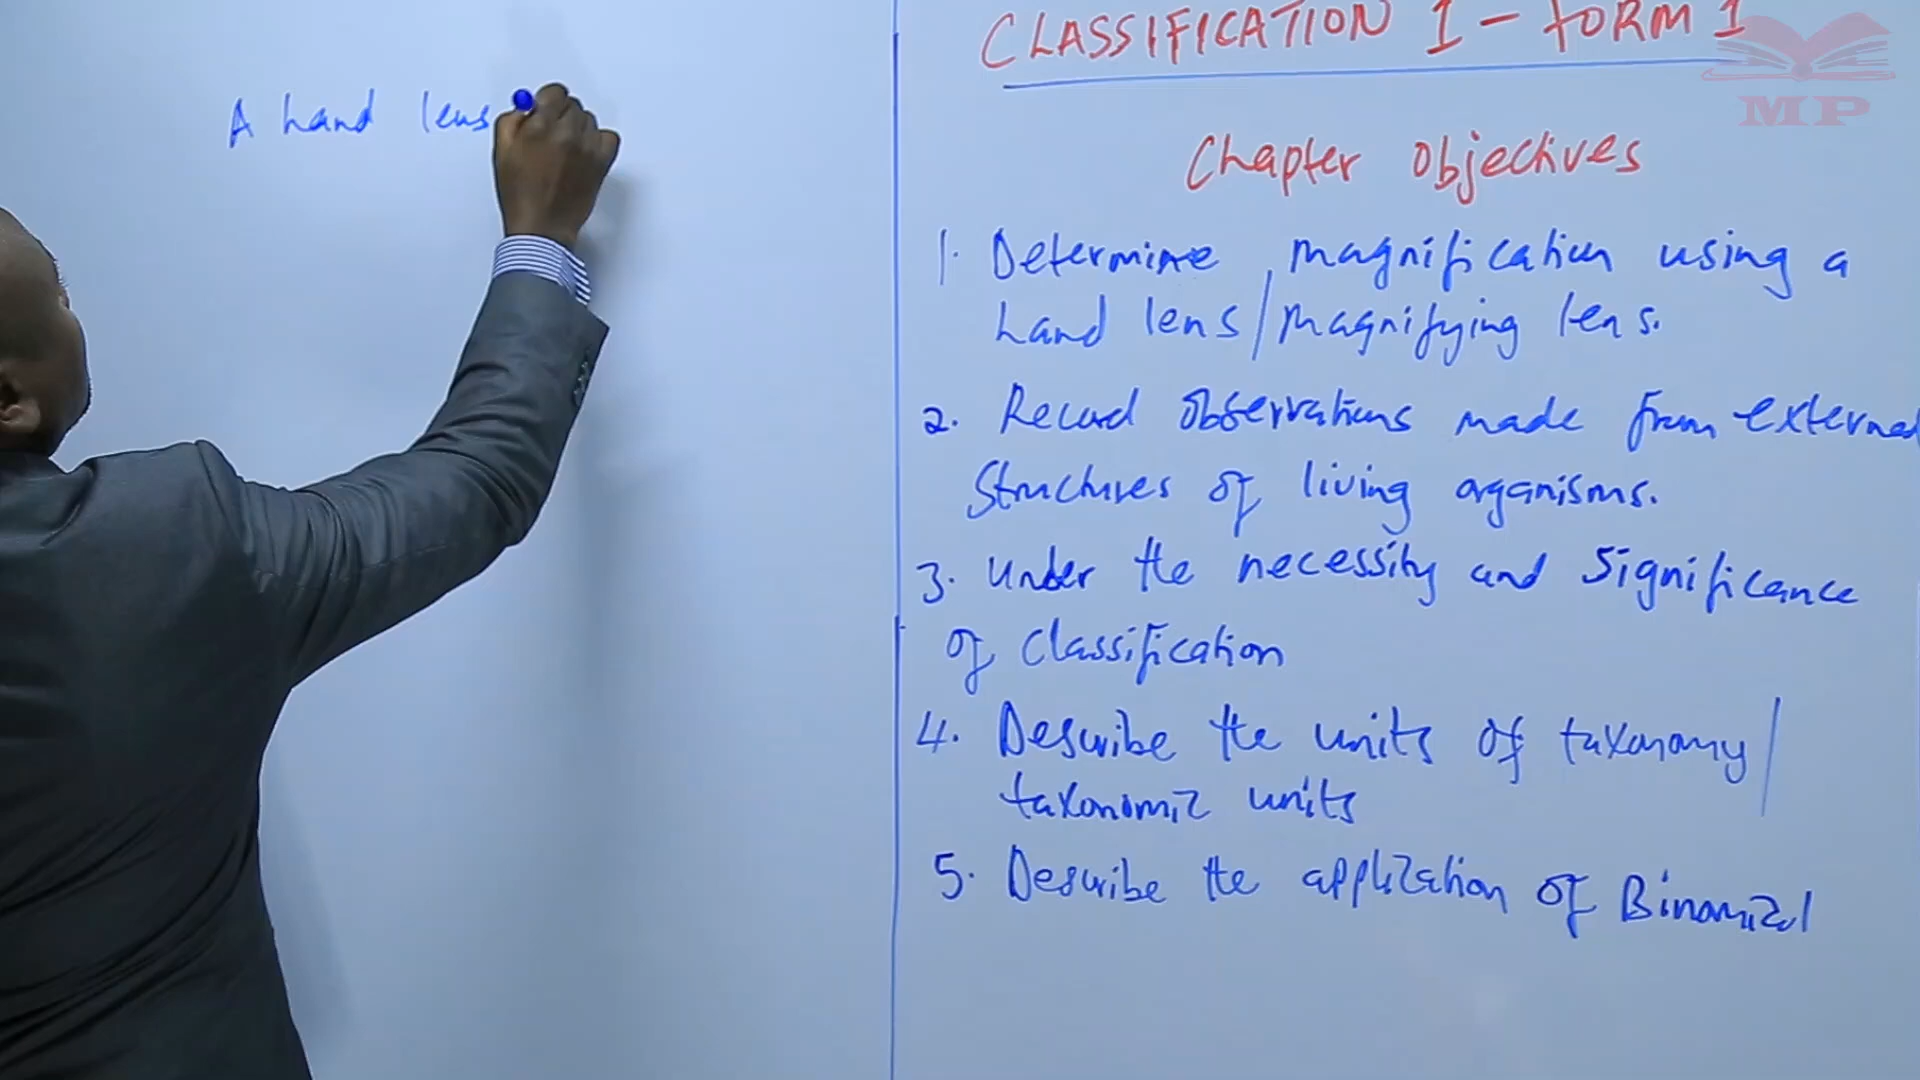 A hand lens
CLASSIFICATION 1 - FORM 1
MP
Chapter Objectives
1. Determine magnification using a
hand lens/magnifying lens.
2. Record observations made from external
structures of living organisms.
3. Under the necessity and significance
of classification
4. Describe the units of taxonomy/
taxonomic units
5. Describe the application of Binomial